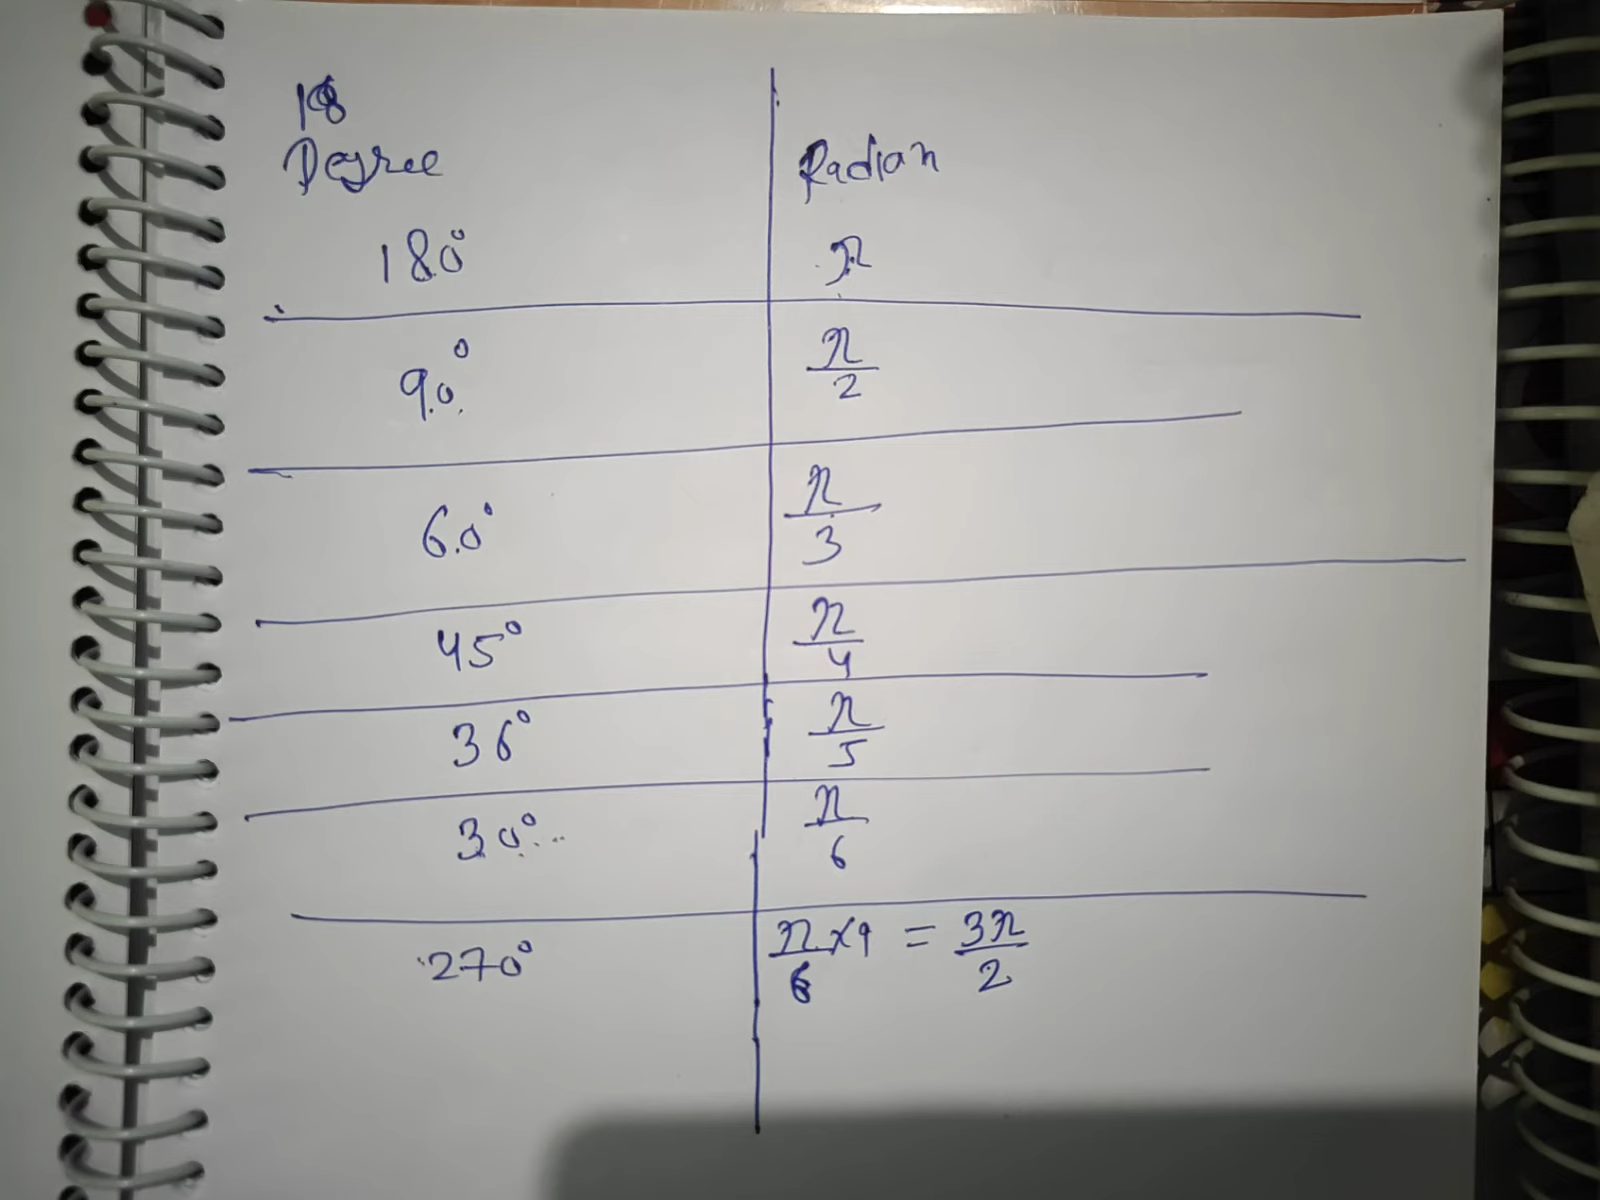 18
Degree Radian
180° π
90° π/2
60° π/3
45° π/4
36° π/5
30° π/6
270° π/6 ×9 = 3π/2